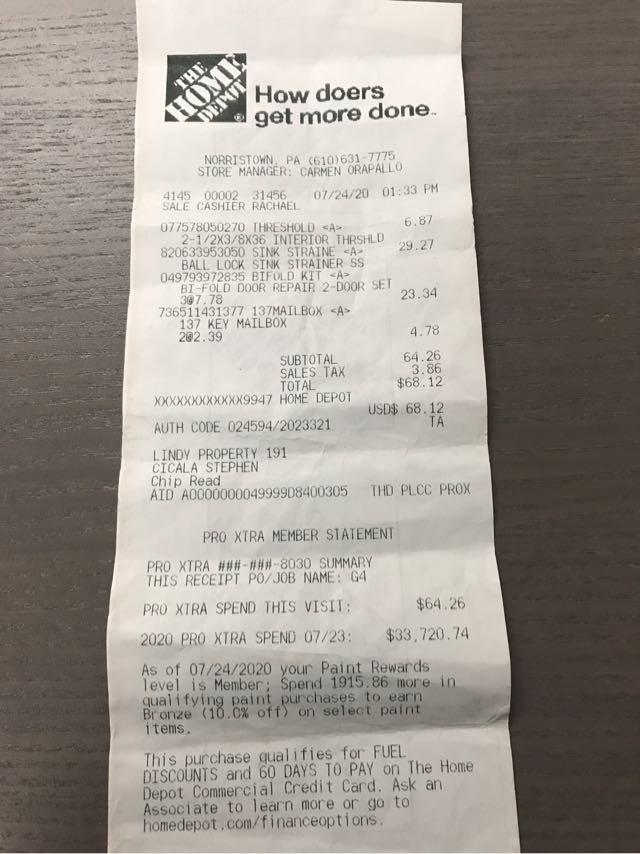 THE
HOME
DEPOT
How doers
get more done™
NORRISTOWN, PA (610)631-7775
STORE MANAGER: CARMEN ORAPALLO
4145 00002 31456 07/24/20 01:33 PM
SALE CASHIER RACHAEL
077578050270 THRESHOLD <A> 6.87
2-1/2X3/8X36 INTERIOR THRSHLD
820633953050 SINK STRAINE <A> 29.27
BALL LOCK SINK STRAINER SS
049793972835 BIFOLD KIT <A>
BI-FOLD DOOR REPAIR 2-DOOR SET
3@7.78 23.34
736511431377 137MAILBOX <A>
137 KEY MAILBOX
2@2.39 4.78
SUBTOTAL 64.26
SALES TAX 3.86
TOTAL $68.12
XXXXXXXXXXXX9947 HOME DEPOT
USD$ 68.12
AUTH CODE 024594/2023321 TA
LINDY PROPERTY 191
CICALA STEPHEN
Chip Read
AID A0000000049999D8400305 THD PLCC PROX
PRO XTRA MEMBER STATEMENT
PRO XTRA ###-###-8030 SUMMARY
THIS RECEIPT PO/JOB NAME: G4
PRO XTRA SPEND THIS VISIT: $64.26
2020 PRO XTRA SPEND 07/23: $33,720.74
As of 07/24/2020 your Paint Rewards
level is Member; Spend 1915.86 more in
qualifying paint purchases to earn
Bronze (10.0% off) on select paint
items.
This purchase qualifies for FUEL
DISCOUNTS and 60 DAYS TO PAY on The Home
Depot Commercial Credit Card. Ask an
Associate to learn more or go to
homedepot.com/financeoptions.